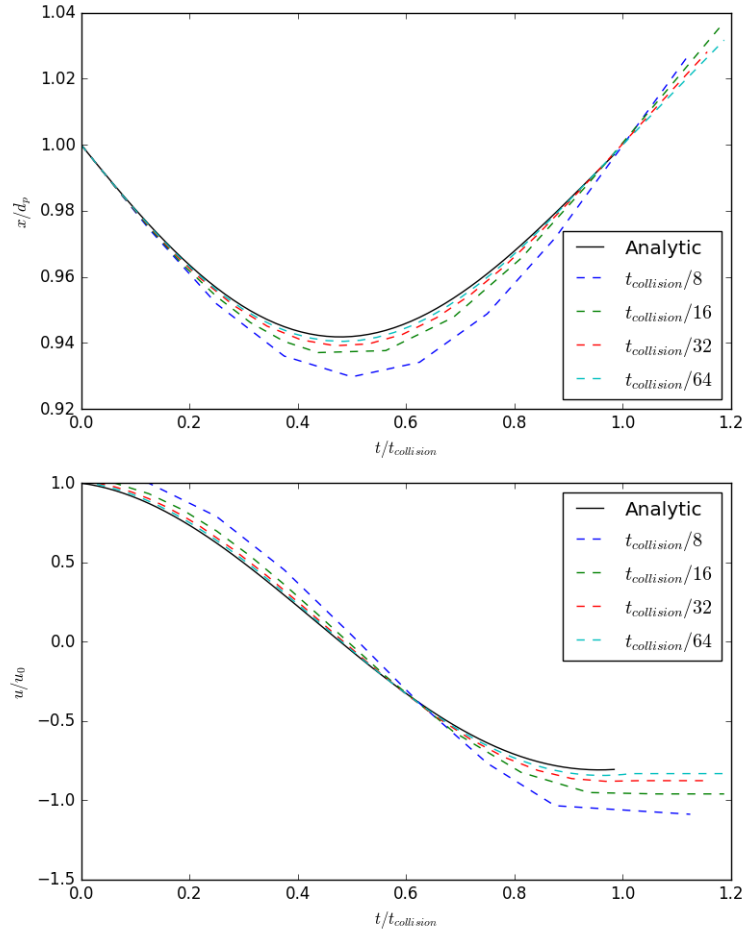 1.04
1.02
1.00
0.98
0.96
0.94
0.92
x/d_p
0.0 0.2 0.4 0.6 0.8 1.0 1.2
t/t_collision
Analytic
t_collision/8
t_collision/16
t_collision/32
t_collision/64
1.0
0.5
0.0
−0.5
−1.0
−1.5
u/u_0
0.0 0.2 0.4 0.6 0.8 1.0 1.2
t/t_collision
Analytic
t_collision/8
t_collision/16
t_collision/32
t_collision/64